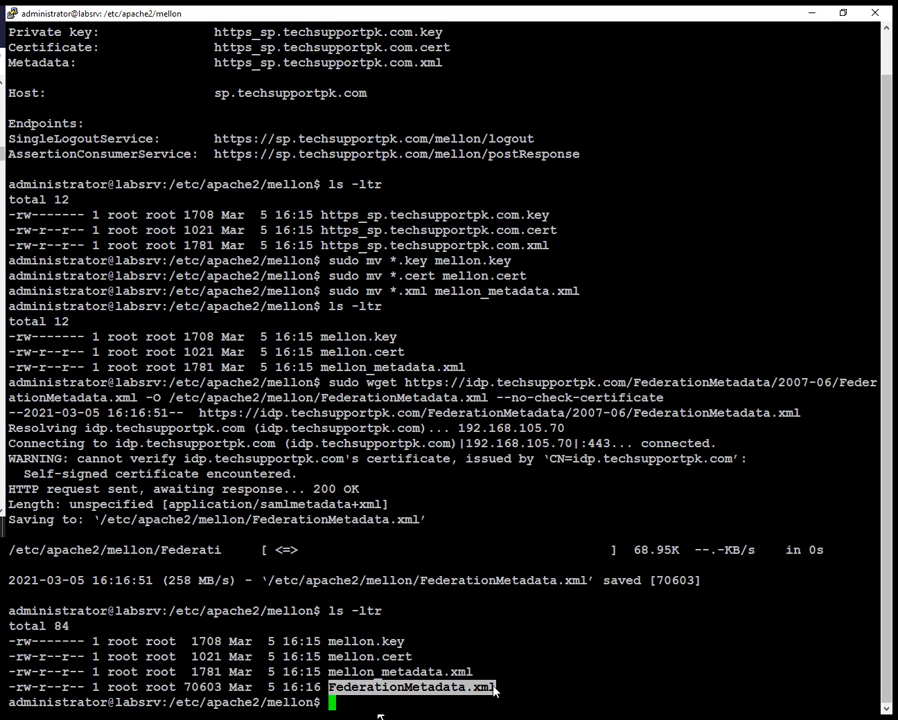 administrator@labsrv: /etc/apache2/mellon
Private key:            https_sp.techsupportpk.com.key
Certificate:            https_sp.techsupportpk.com.cert
Metadata:               https_sp.techsupportpk.com.xml
Host:                   sp.techsupportpk.com
Endpoints:
SingleLogoutService:       https://sp.techsupportpk.com/mellon/logout
AssertionConsumerService:  https://sp.techsupportpk.com/mellon/postResponse
administrator@labsrv:/etc/apache2/mellon$ ls -ltr
total 12
-rw------- 1 root root 1708 Mar  5 16:15 https_sp.techsupportpk.com.key
-rw-r--r-- 1 root root 1021 Mar  5 16:15 https_sp.techsupportpk.com.cert
-rw-r--r-- 1 root root 1781 Mar  5 16:15 https_sp.techsupportpk.com.xml
administrator@labsrv:/etc/apache2/mellon$ sudo mv *.key mellon.key
administrator@labsrv:/etc/apache2/mellon$ sudo mv *.cert mellon.cert
administrator@labsrv:/etc/apache2/mellon$ sudo mv *.xml mellon_metadata.xml
administrator@labsrv:/etc/apache2/mellon$ ls -ltr
total 12
-rw------- 1 root root 1708 Mar  5 16:15 mellon.key
-rw-r--r-- 1 root root 1021 Mar  5 16:15 mellon.cert
-rw-r--r-- 1 root root 1781 Mar  5 16:15 mellon_metadata.xml
administrator@labsrv:/etc/apache2/mellon$ sudo wget https://idp.techsupportpk.com/FederationMetadata/2007-06/Feder
ationMetadata.xml -O /etc/apache2/mellon/FederationMetadata.xml --no-check-certificate
--2021-03-05 16:16:51--  https://idp.techsupportpk.com/FederationMetadata/2007-06/FederationMetadata.xml
Resolving idp.techsupportpk.com (idp.techsupportpk.com)... 192.168.105.70
Connecting to idp.techsupportpk.com (idp.techsupportpk.com)|192.168.105.70|:443... connected.
WARNING: cannot verify idp.techsupportpk.com's certificate, issued by ‘CN=idp.techsupportpk.com’:
  Self-signed certificate encountered.
HTTP request sent, awaiting response... 200 OK
Length: unspecified [application/samlmetadata+xml]
Saving to: ‘/etc/apache2/mellon/FederationMetadata.xml’
/etc/apache2/mellon/Federati     [ <=>                                          ]  68.95K  --.-KB/s    in 0s
2021-03-05 16:16:51 (258 MB/s) - ‘/etc/apache2/mellon/FederationMetadata.xml’ saved [70603]
administrator@labsrv:/etc/apache2/mellon$ ls -ltr
total 84
-rw------- 1 root root  1708 Mar  5 16:15 mellon.key
-rw-r--r-- 1 root root  1021 Mar  5 16:15 mellon.cert
-rw-r--r-- 1 root root  1781 Mar  5 16:15 mellon_metadata.xml
-rw-r--r-- 1 root root 70603 Mar  5 16:16 FederationMetadata.xml
administrator@labsrv:/etc/apache2/mellon$